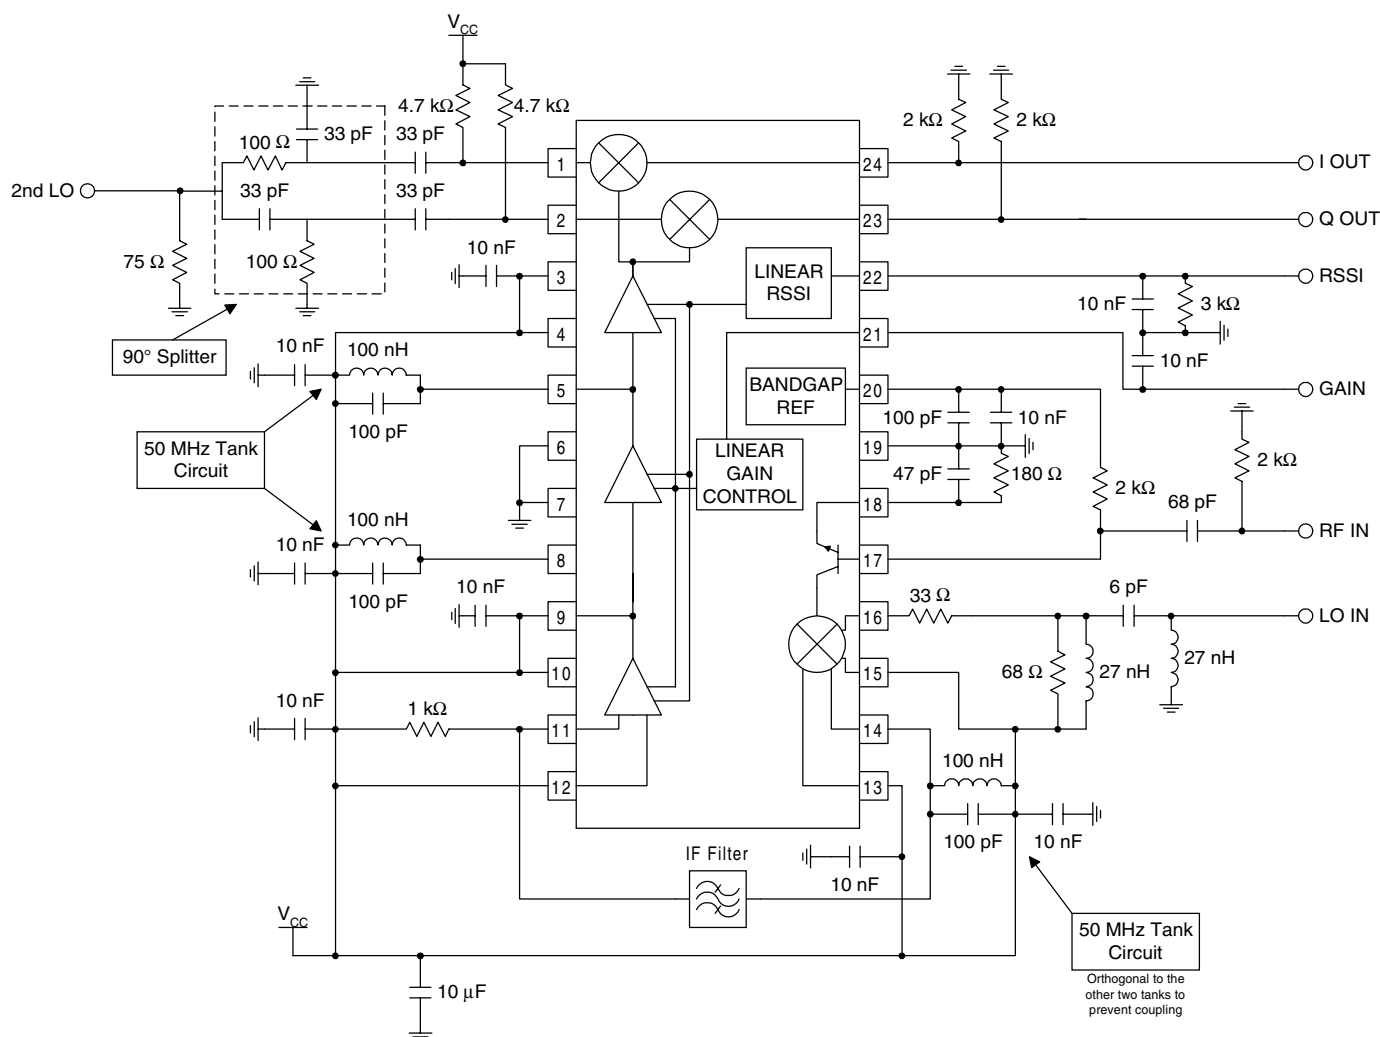 V_CC
4.7 kΩ
4.7 kΩ
2 kΩ
2 kΩ
33 pF
100 Ω
33 pF
1
24
I OUT
2nd LO
33 pF
33 pF
2
23
Q OUT
75 Ω
100 Ω
10 nF
3
LINEAR
RSSI
22
RSSI
10 nF
3 kΩ
90° Splitter
4
21
10 nF
10 nF
100 nH
100 pF
5
BANDGAP
REF
20
GAIN
100 pF
10 nF
50 MHz Tank
Circuit
6
LINEAR
GAIN
CONTROL
19
47 pF
180 Ω
2 kΩ
2 kΩ
7
18
68 pF
RF IN
10 nF
100 nH
100 pF
8
17
10 nF
9
16
33 Ω
6 pF
LO IN
10
15
68 Ω
27 nH
27 nH
10 nF
1 kΩ
11
14
100 nH
12
13
100 pF
10 nF
IF Filter
10 nF
V_CC
10 μF
50 MHz Tank
Circuit
Orthogonal to the
other two tanks to
prevent coupling